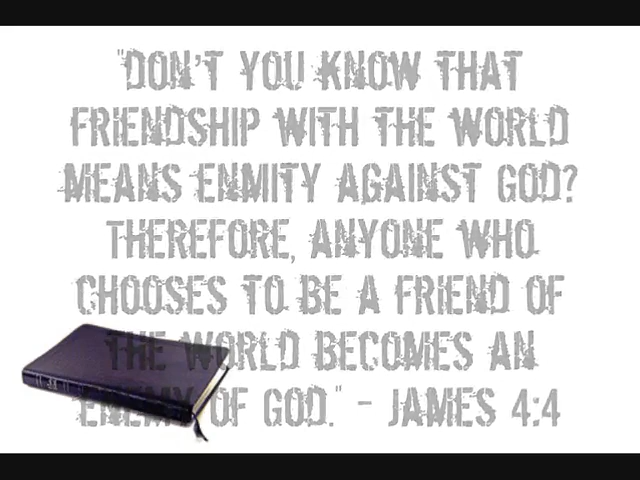 "DON'T YOU KNOW THAT
FRIENDSHIP WITH THE WORLD
MEANS ENMITY AGAINST GOD?
THEREFORE, ANYONE WHO
CHOOSES TO BE A FRIEND OF
THE WORLD BECOMES AN
ENEMY OF GOD." - JAMES 4:4